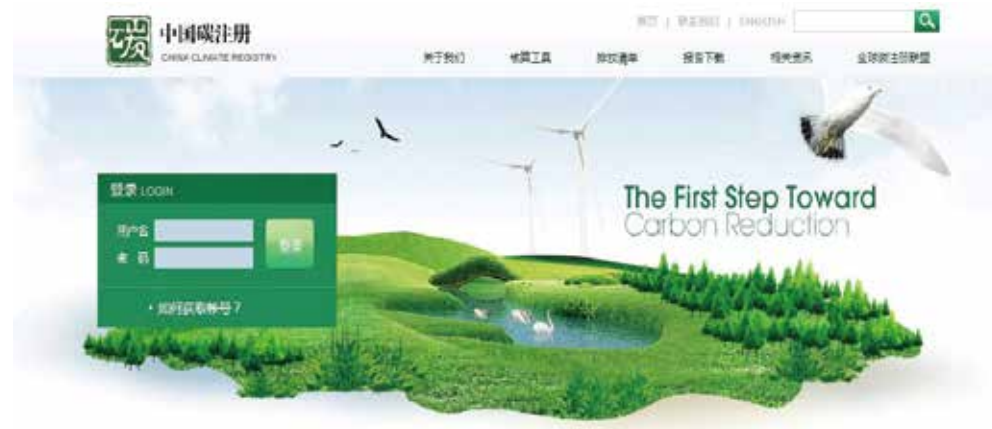 碳
中国碳注册
CHINA CLIMATE REGISTRY
首页 | 联系我们 | ENGLISH
关于我们
核算工具
排放清单
报告下载
相关资讯
全球碳注册联盟
The First Step Toward
Carbon Reduction
登录 LOGIN
用户名
密 码
登录
· 如何获取帐号？